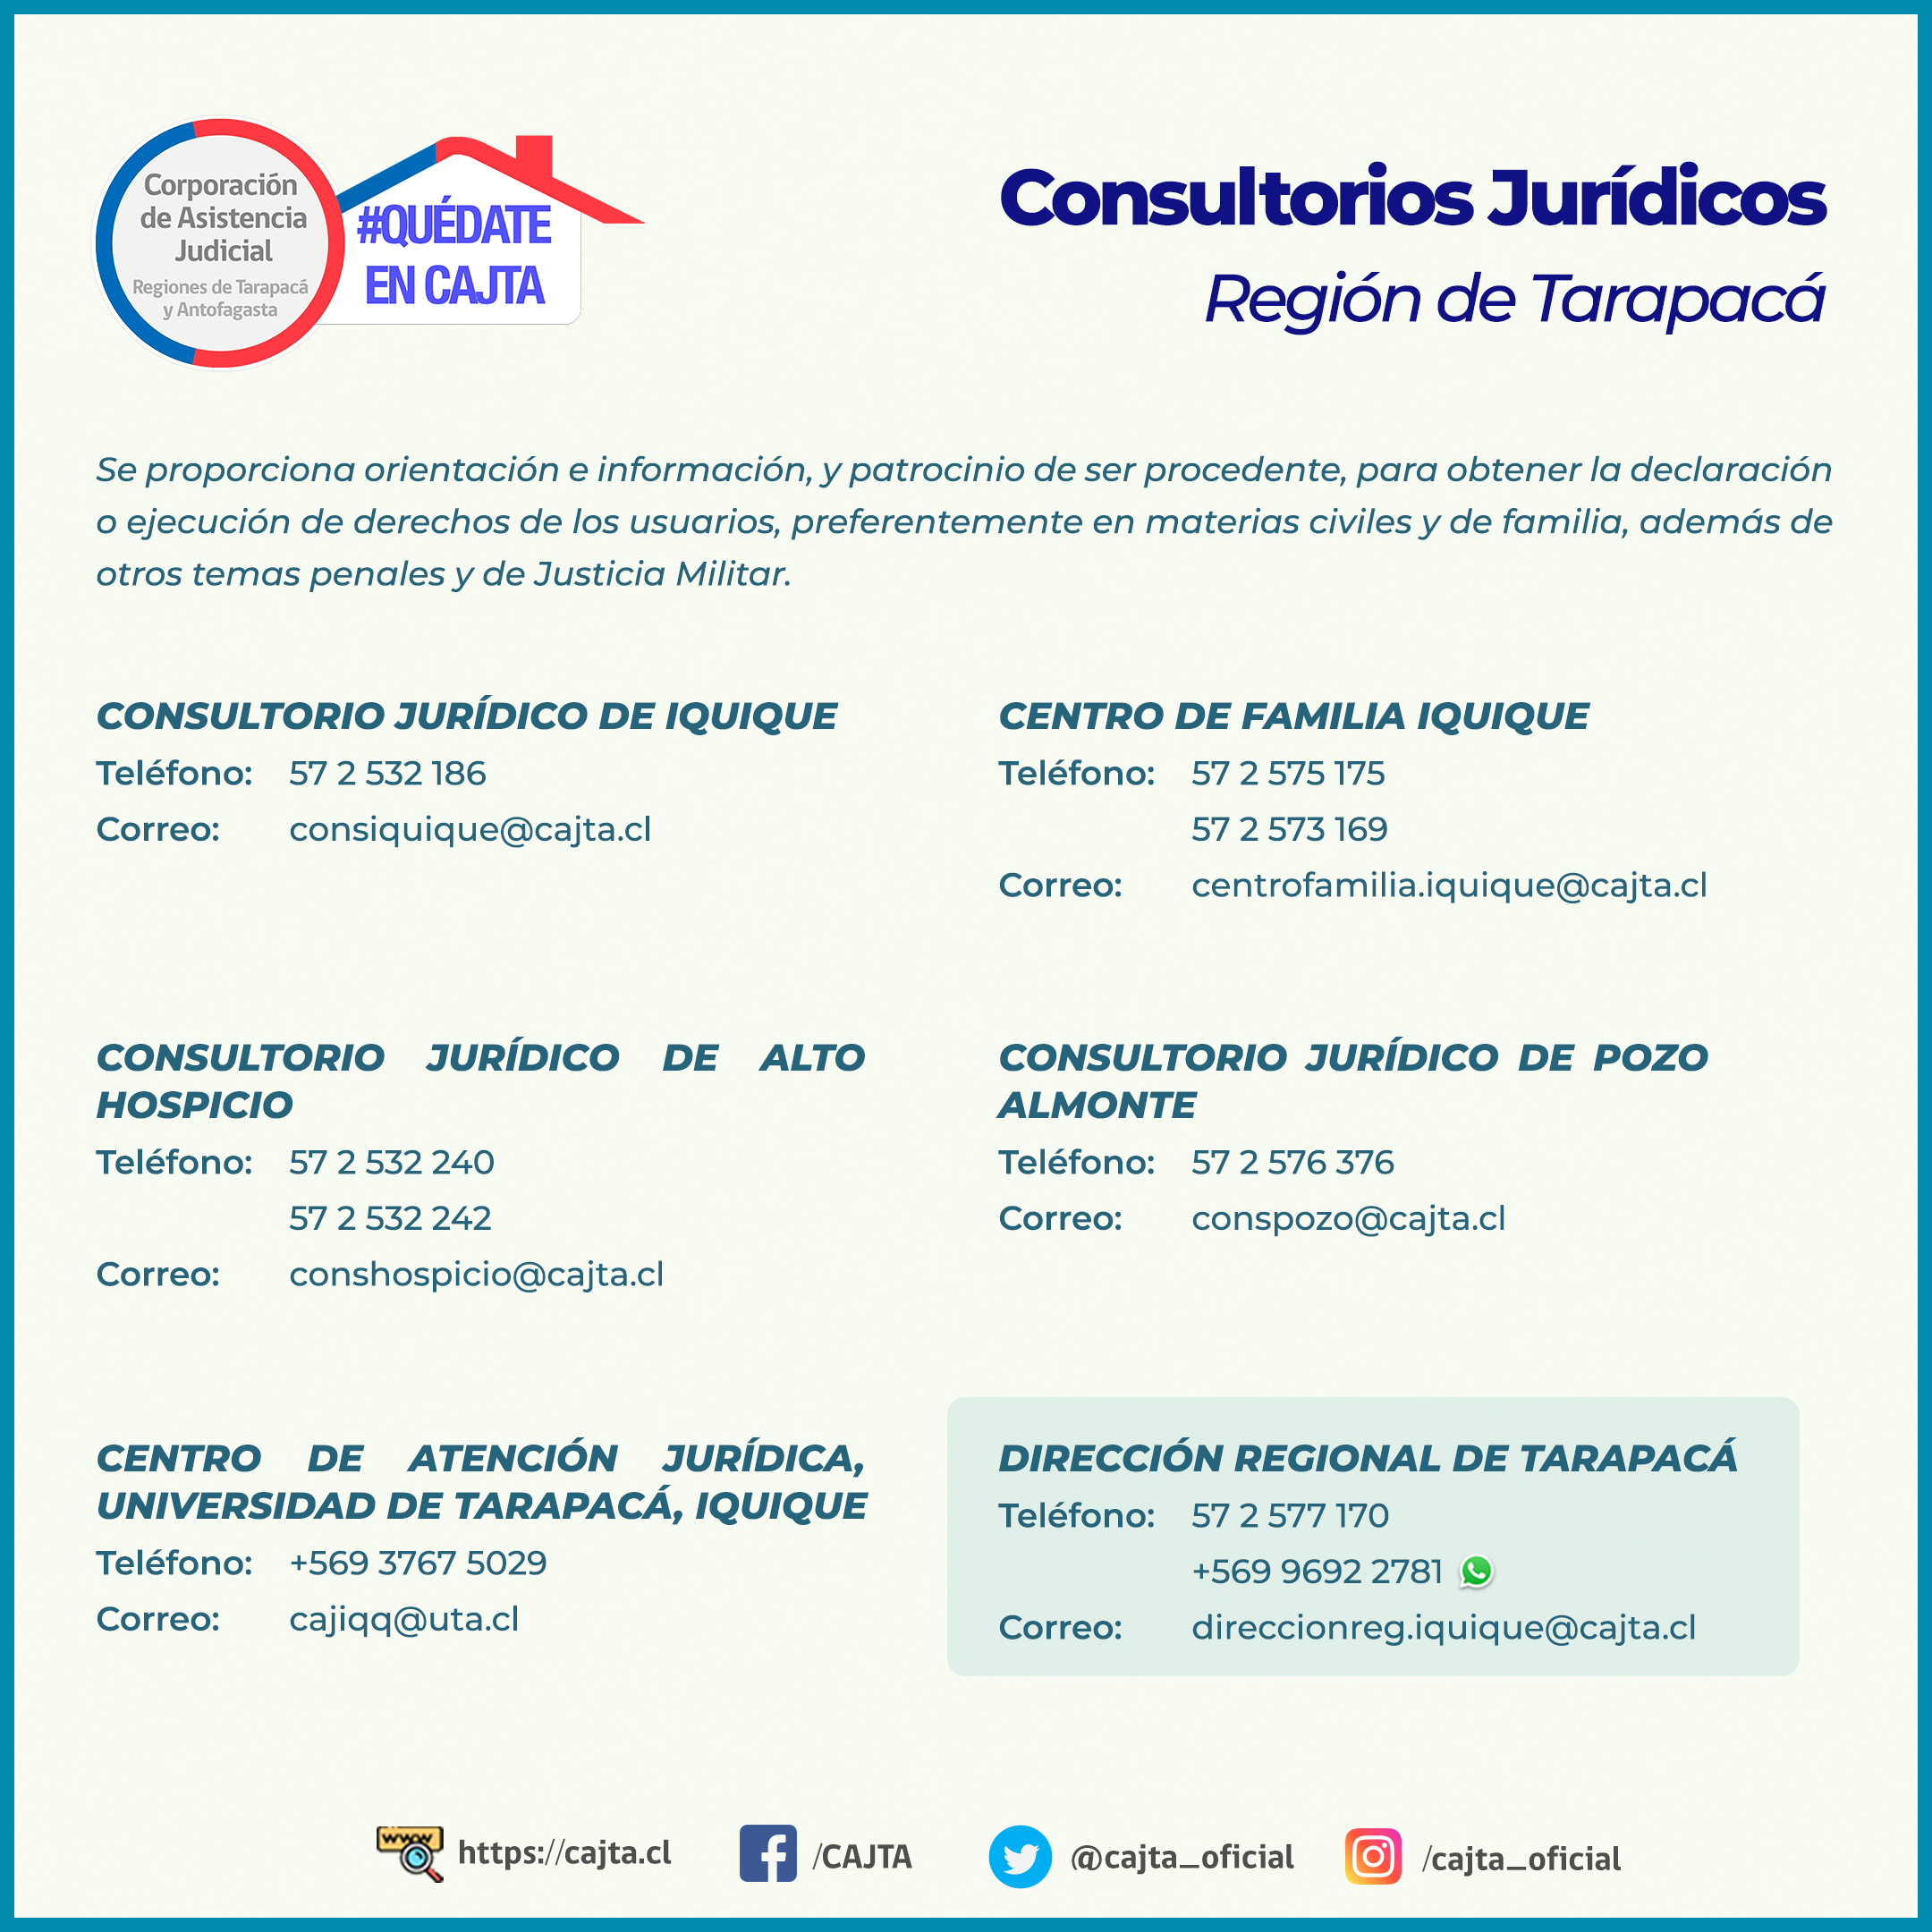 Corporación
de Asistencia
Judicial
Regiones de Tarapacá
y Antofagasta
#QUÉDATE
EN CAJTA
Consultorios Jurídicos
Región de Tarapacá
Se proporciona orientación e información, y patrocinio de ser procedente, para obtener la declaración
o ejecución de derechos de los usuarios, preferentemente en materias civiles y de familia, además de
otros temas penales y de Justicia Militar.
CONSULTORIO JURÍDICO DE IQUIQUE
Teléfono: 57 2 532 186
Correo: consiquique@cajta.cl
CENTRO DE FAMILIA IQUIQUE
Teléfono: 57 2 575 175
57 2 573 169
Correo: centrofamilia.iquique@cajta.cl
CONSULTORIO JURÍDICO DE ALTO
HOSPICIO
Teléfono: 57 2 532 240
57 2 532 242
Correo: conshospicio@cajta.cl
CONSULTORIO JURÍDICO DE POZO
ALMONTE
Teléfono: 57 2 576 376
Correo: conspozo@cajta.cl
CENTRO DE ATENCIÓN JURÍDICA,
UNIVERSIDAD DE TARAPACÁ, IQUIQUE
Teléfono: +569 3767 5029
Correo: cajiqq@uta.cl
DIRECCIÓN REGIONAL DE TARAPACÁ
Teléfono: 57 2 577 170
+569 9692 2781
Correo: direccionreg.iquique@cajta.cl
www https://cajta.cl /CAJTA @cajta_oficial /cajta_oficial